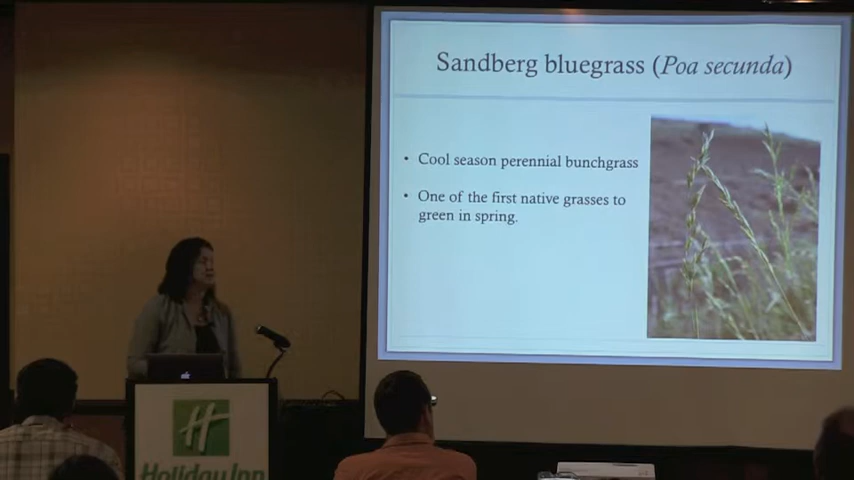 Sandberg bluegrass (Poa secunda)
• Cool season perennial bunchgrass
• One of the first native grasses to
green in spring.
H
Holiday Inn